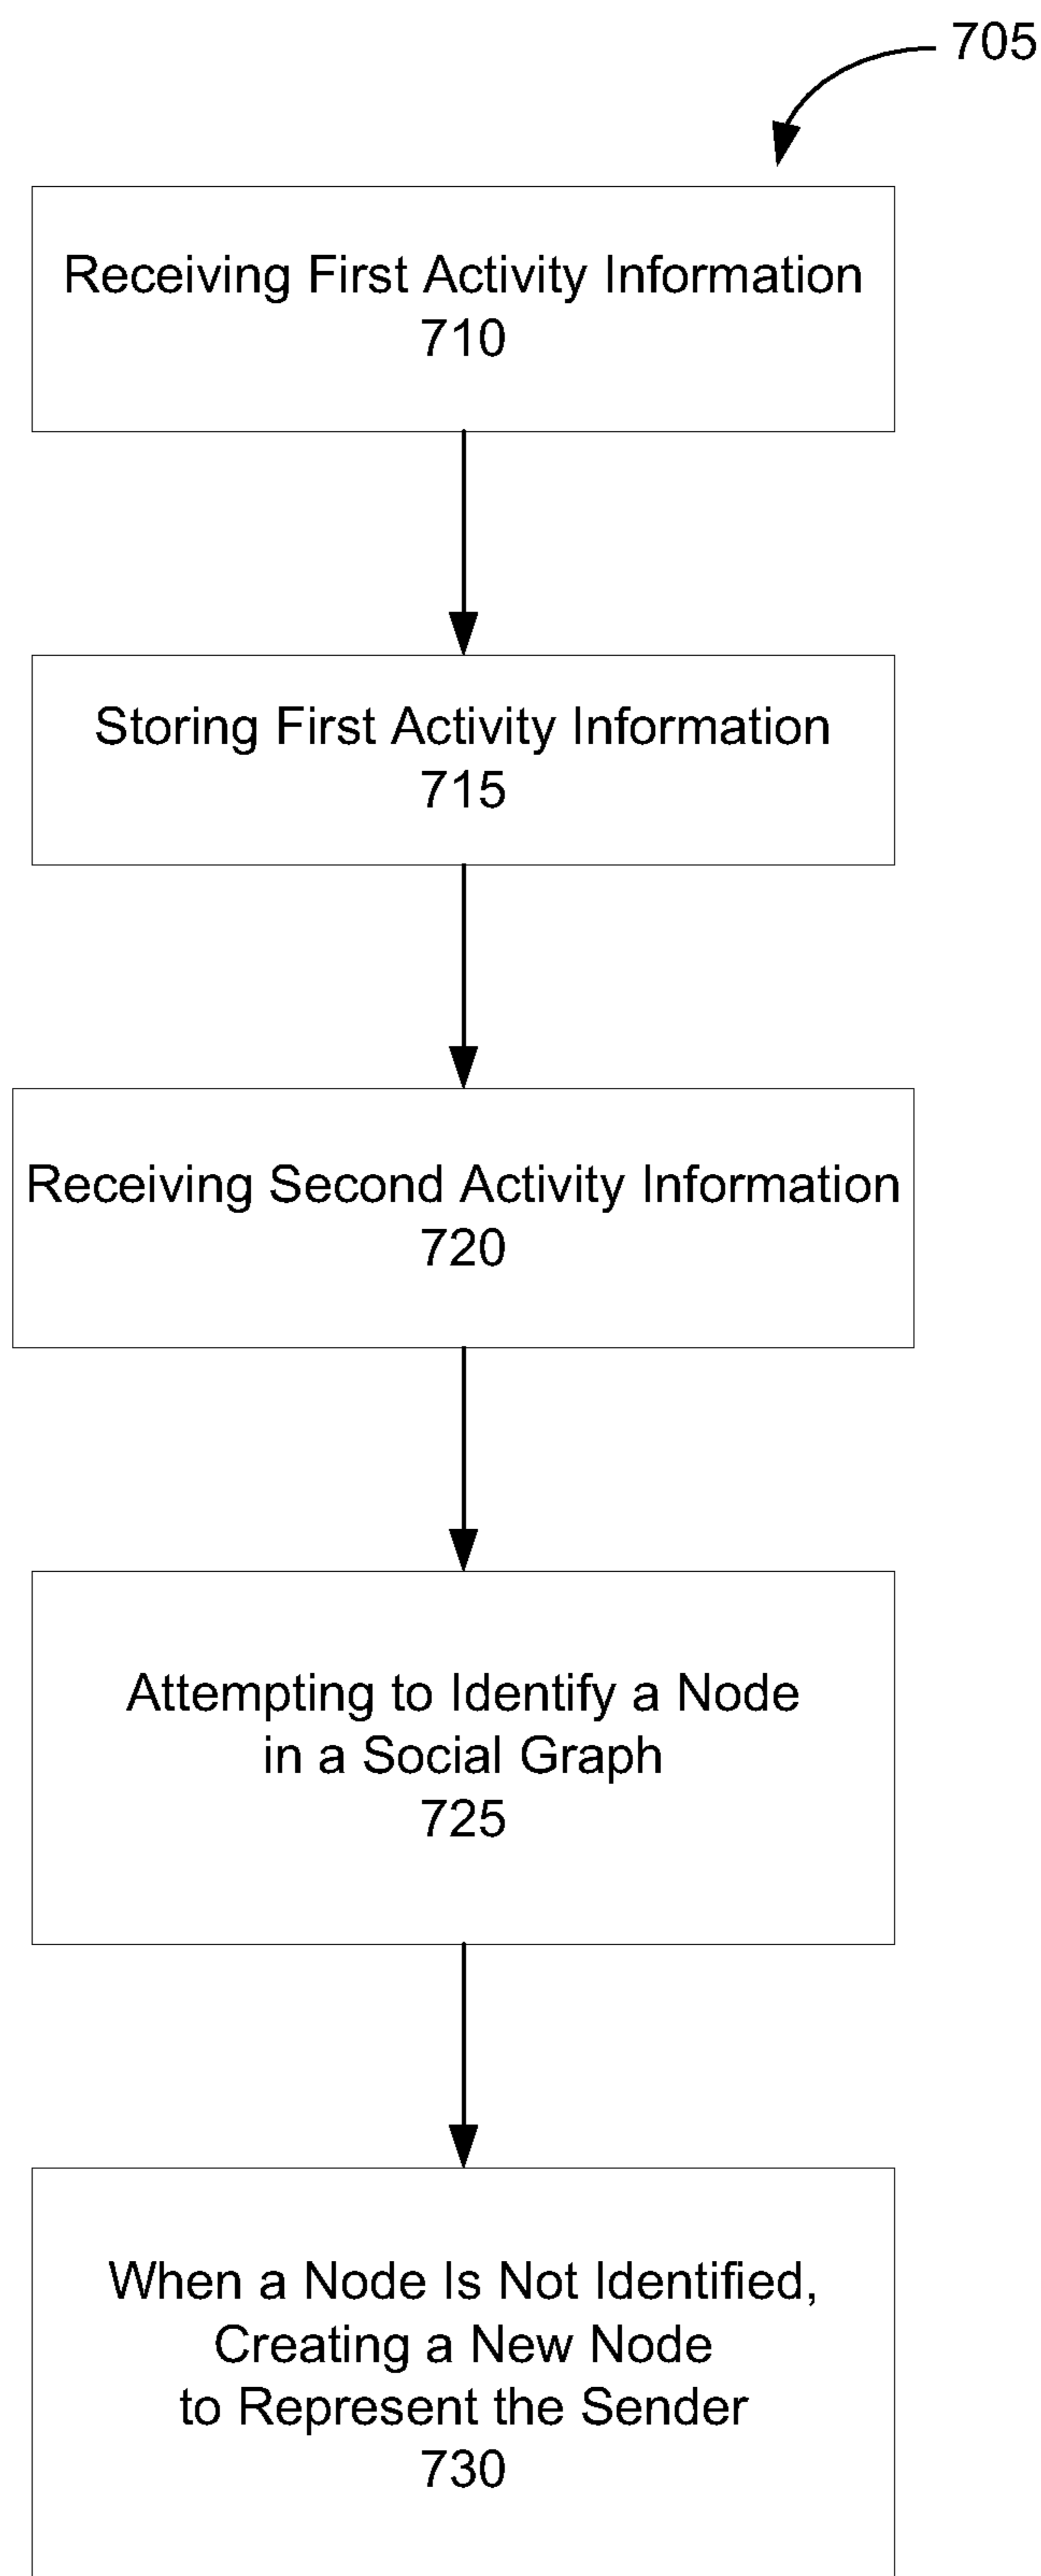 705
Receiving First Activity Information
710
Storing First Activity Information
715
Receiving Second Activity Information
720
Attempting to Identify a Node
in a Social Graph
725
When a Node Is Not Identified,
Creating a New Node
to Represent the Sender
730